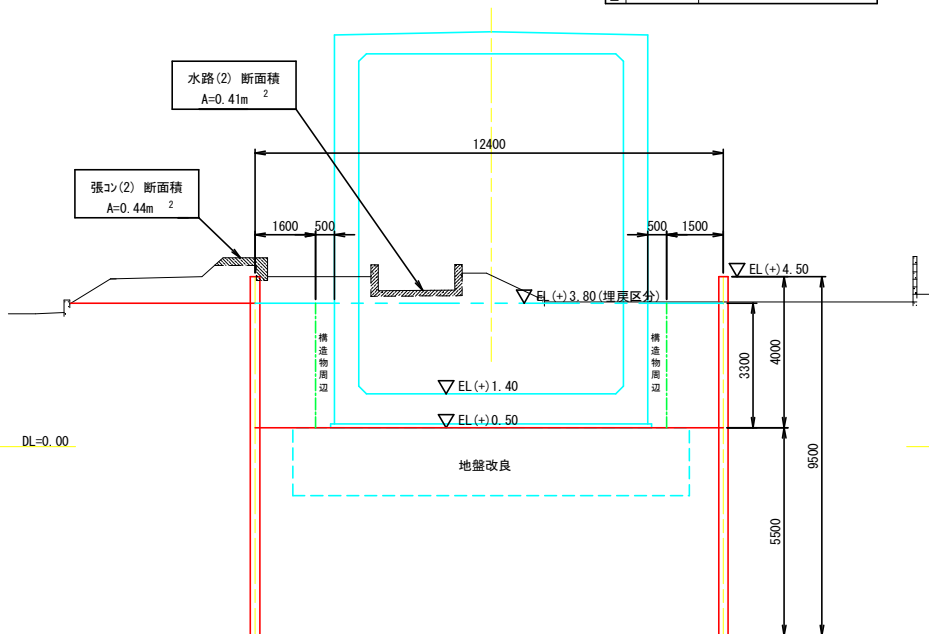 水路(2) 断面積
A=0.41m 2
12400
張コン(2) 断面積
A=0.44m 2
1600
500
500
1500
EL(+)4.50
EL(+)3.80(埋戻区分)
構造物周辺
構造物周辺
3300
4000
EL(+)1.40
EL(+)0.50
DL=0.00
地盤改良
9500
5500